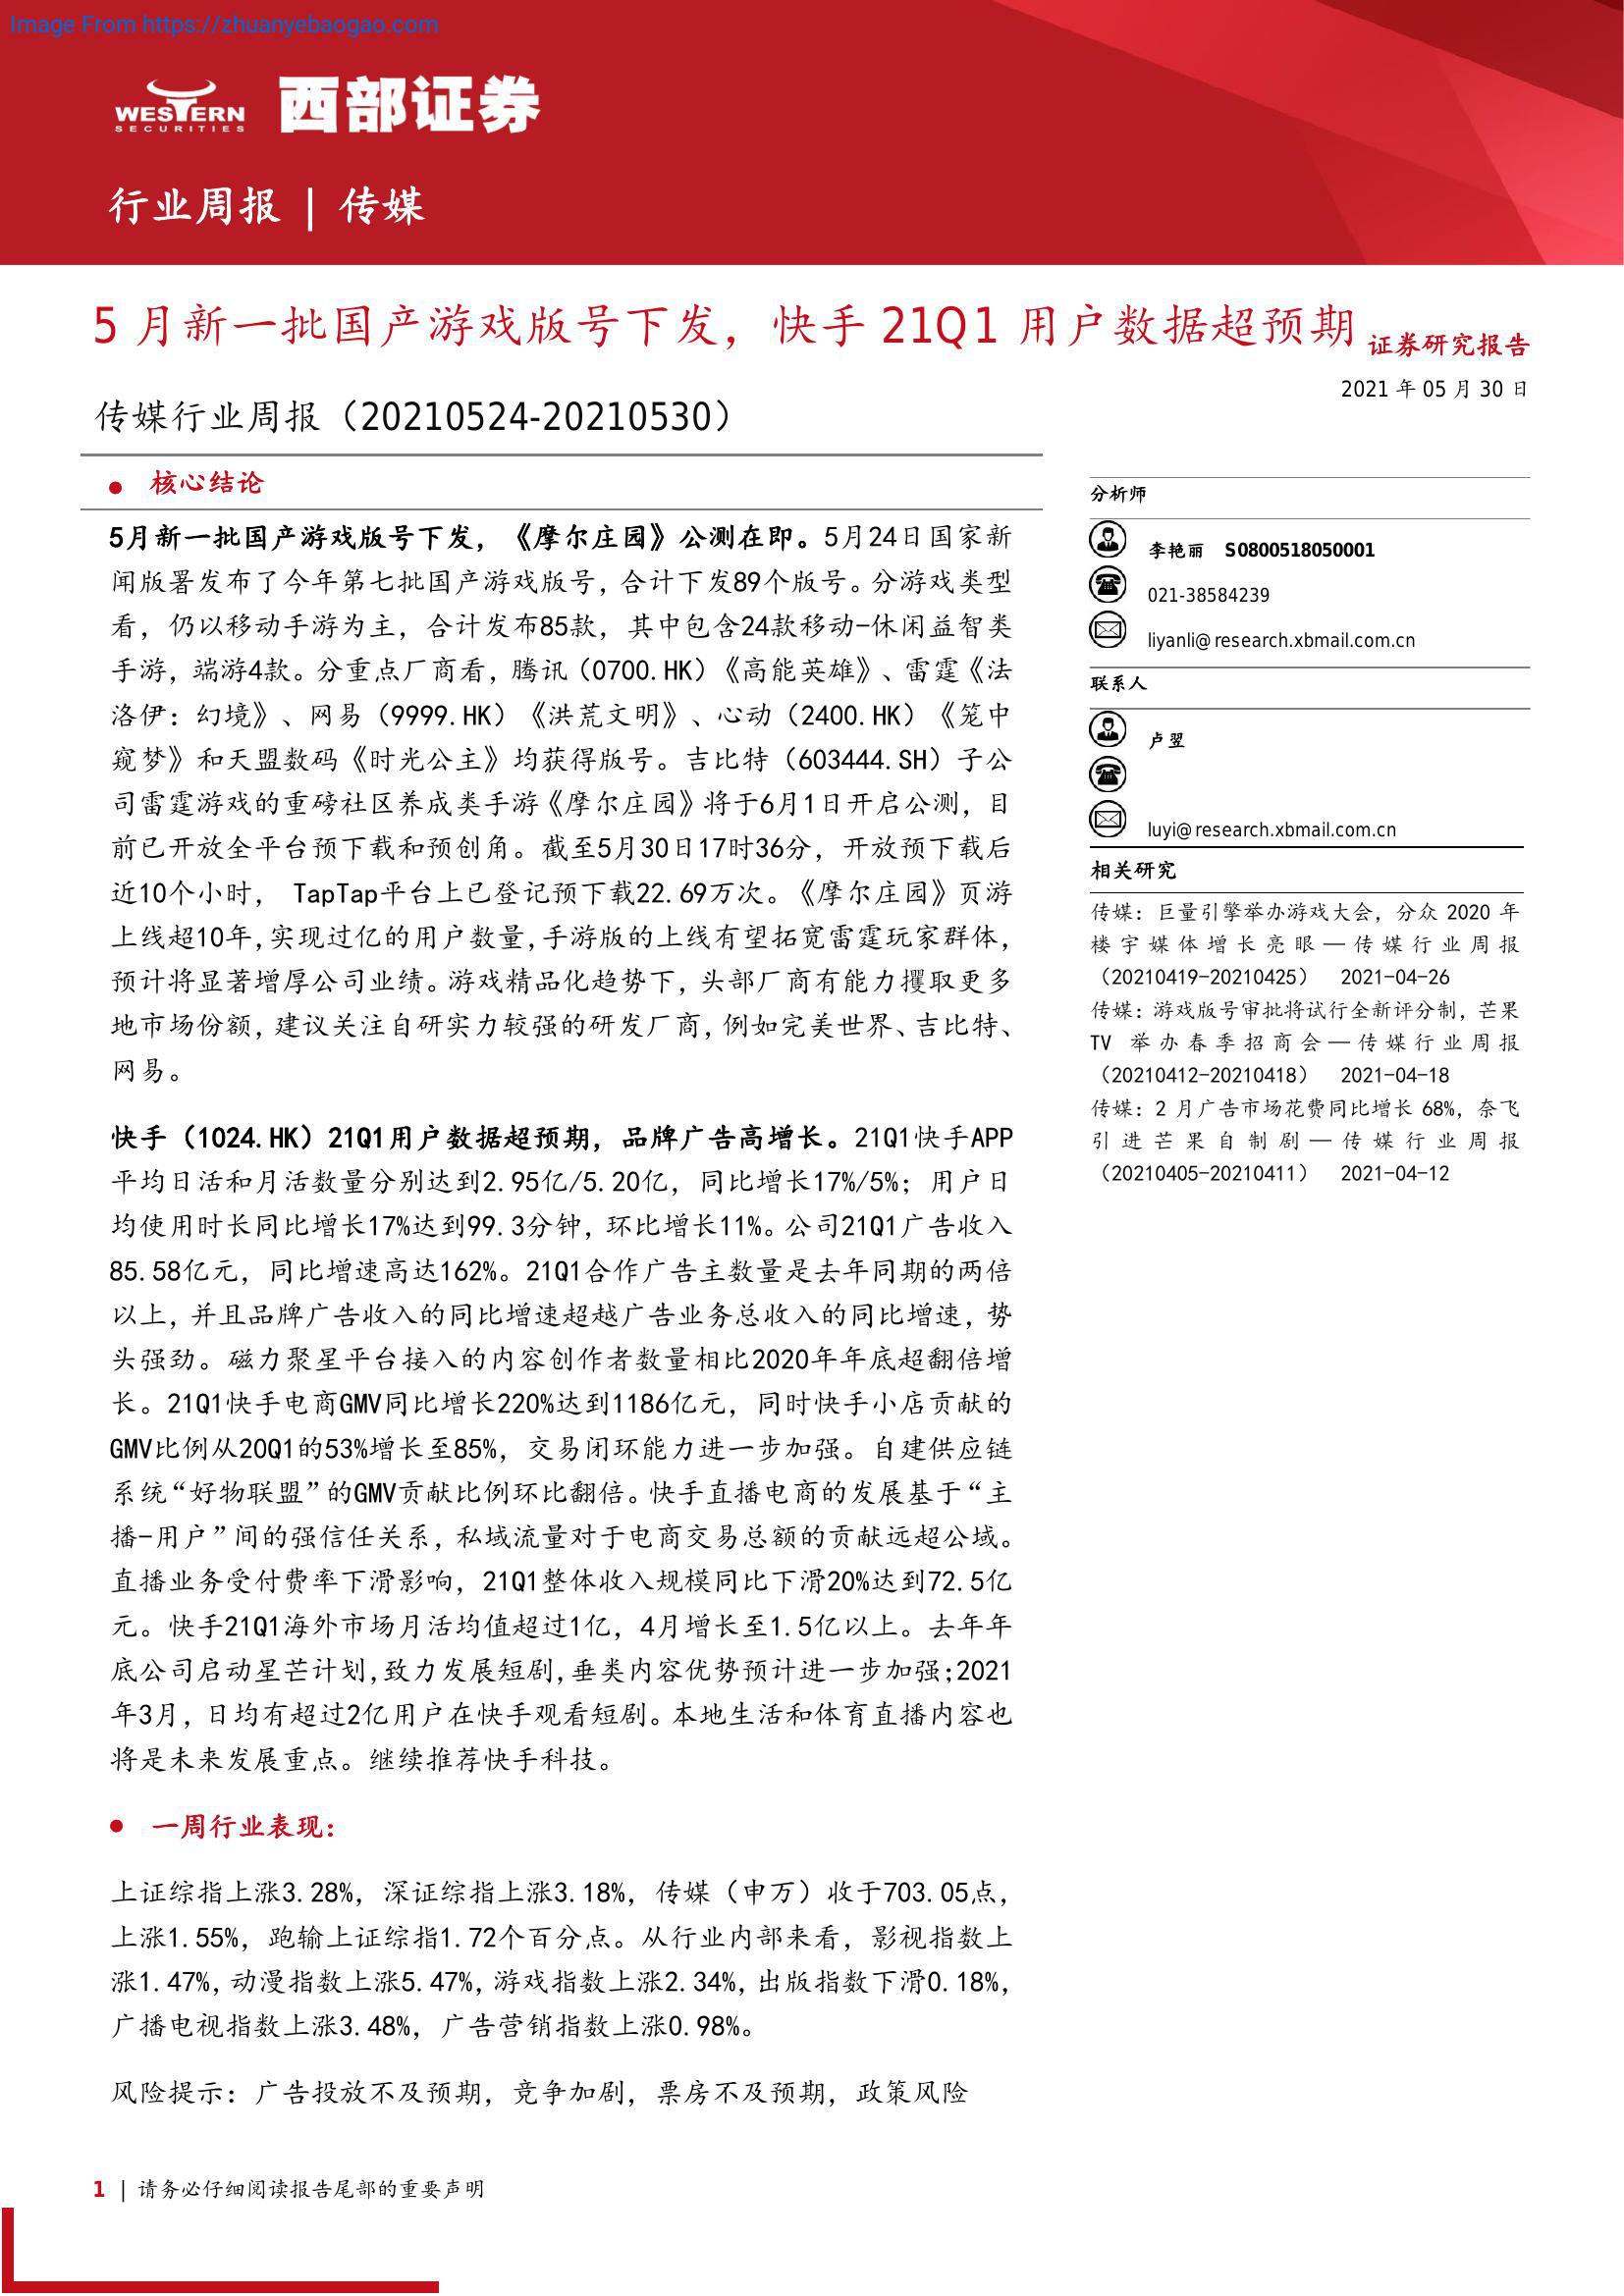 Image From https://zhuanyebaogao.com
WESTERN
SECURITIES
西部证券
行业周报 | 传媒
5 月新一批国产游戏版号下发，快手 21Q1 用户数据超预期
证券研究报告
2021 年 05 月 30 日
传媒行业周报（20210524-20210530）
● 核心结论
5月新一批国产游戏版号下发，《摩尔庄园》公测在即。5月24日国家新
闻版署发布了今年第七批国产游戏版号，合计下发89个版号。分游戏类型
看，仍以移动手游为主，合计发布85款，其中包含24款移动-休闲益智类
手游，端游4款。分重点厂商看，腾讯（0700.HK）《高能英雄》、雷霆《法
洛伊：幻境》、网易（9999.HK）《洪荒文明》、心动（2400.HK）《笼中
窥梦》和天盟数码《时光公主》均获得版号。吉比特（603444.SH）子公
司雷霆游戏的重磅社区养成类手游《摩尔庄园》将于6月1日开启公测，目
前已开放全平台预下载和预创角。截至5月30日17时36分，开放预下载后
近10个小时， TapTap平台上已登记预下载22.69万次。《摩尔庄园》页游
上线超10年，实现过亿的用户数量，手游版的上线有望拓宽雷霆玩家群体，
预计将显著增厚公司业绩。游戏精品化趋势下，头部厂商有能力攫取更多
地市场份额，建议关注自研实力较强的研发厂商，例如完美世界、吉比特、
网易。
快手（1024.HK）21Q1用户数据超预期，品牌广告高增长。21Q1快手APP
平均日活和月活数量分别达到2.95亿/5.20亿，同比增长17%/5%；用户日
均使用时长同比增长17%达到99.3分钟，环比增长11%。公司21Q1广告收入
85.58亿元，同比增速高达162%。21Q1合作广告主数量是去年同期的两倍
以上，并且品牌广告收入的同比增速超越广告业务总收入的同比增速，势
头强劲。磁力聚星平台接入的内容创作者数量相比2020年年底超翻倍增
长。21Q1快手电商GMV同比增长220%达到1186亿元，同时快手小店贡献的
GMV比例从20Q1的53%增长至85%，交易闭环能力进一步加强。自建供应链
系统“好物联盟”的GMV贡献比例环比翻倍。快手直播电商的发展基于“主
播-用户”间的强信任关系，私域流量对于电商交易总额的贡献远超公域。
直播业务受付费率下滑影响，21Q1整体收入规模同比下滑20%达到72.5亿
元。快手21Q1海外市场月活均值超过1亿，4月增长至1.5亿以上。去年年
底公司启动星芒计划，致力发展短剧，垂类内容优势预计进一步加强；2021
年3月，日均有超过2亿用户在快手观看短剧。本地生活和体育直播内容也
将是未来发展重点。继续推荐快手科技。
● 一周行业表现：
上证综指上涨3.28%，深证综指上涨3.18%，传媒（申万）收于703.05点，
上涨1.55%，跑输上证综指1.72个百分点。从行业内部来看，影视指数上
涨1.47%，动漫指数上涨5.47%，游戏指数上涨2.34%，出版指数下滑0.18%，
广播电视指数上涨3.48%，广告营销指数上涨0.98%。
风险提示：广告投放不及预期，竞争加剧，票房不及预期，政策风险
分析师
李艳丽 S0800518050001
021-38584239
liyanli@research.xbmail.com.cn
联系人
卢翌
luyi@research.xbmail.com.cn
相关研究
传媒：巨量引擎举办游戏大会，分众 2020 年
楼宇媒体增长亮眼—传媒行业周报
（20210419-20210425） 2021-04-26
传媒：游戏版号审批将试行全新评分制，芒果
TV 举办春季招商会—传媒行业周报
（20210412-20210418） 2021-04-18
传媒：2 月广告市场花费同比增长 68%，奈飞
引进芒果自制剧—传媒行业周报
（20210405-20210411） 2021-04-12
1 | 请务必仔细阅读报告尾部的重要声明